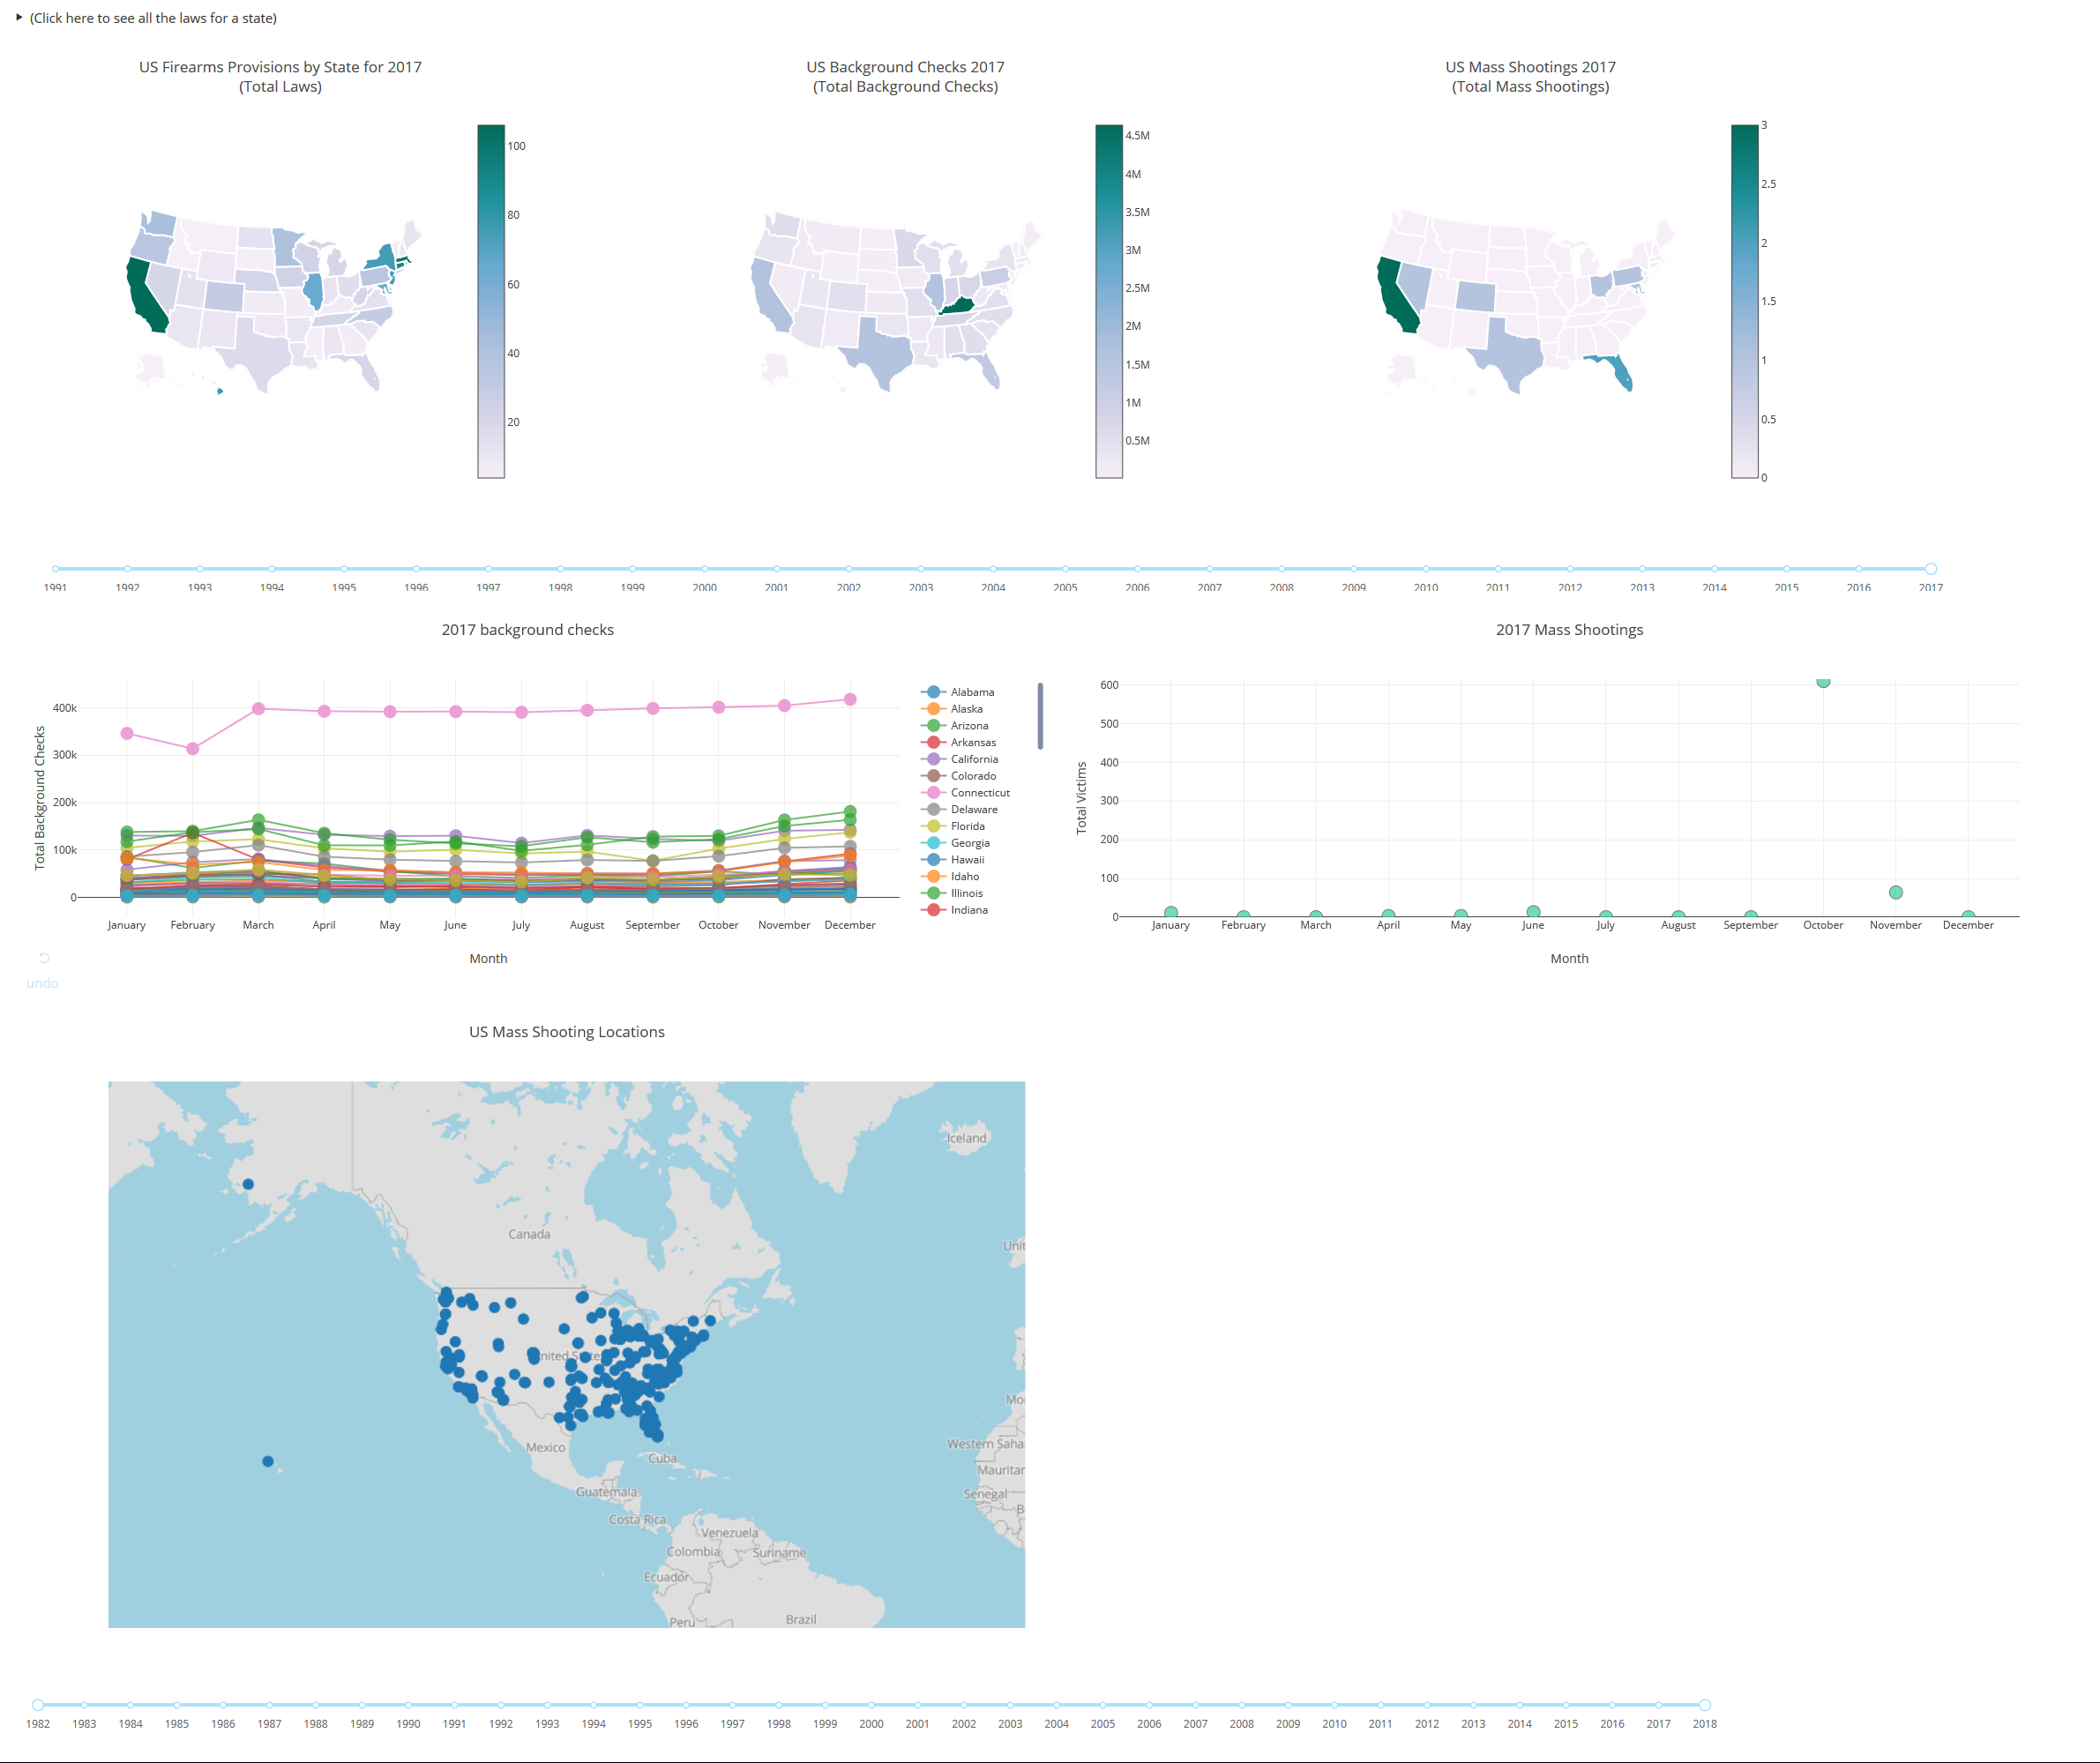 (Click here to see all the laws for a state)
US Firearms Provisions by State for 2017
(Total Laws)
100
80
60
40
20
US Background Checks 2017
(Total Background Checks)
4.5M
4M
3.5M
3M
2.5M
2M
1.5M
1M
0.5M
US Mass Shootings 2017
(Total Mass Shootings)
3
2.5
2
1.5
1
0.5
0
1991 1992 1993 1994 1995 1996 1997 1998 1999 2000 2001 2002 2003 2004 2005 2006 2007 2008 2009 2010 2011 2012 2013 2014 2015 2016 2017
2017 background checks
Total Background Checks
400k
300k
200k
100k
0
January February March April May June July August September October November December
Month
Alabama
Alaska
Arizona
Arkansas
California
Colorado
Connecticut
Delaware
Florida
Georgia
Hawaii
Idaho
Illinois
Indiana
2017 Mass Shootings
Total Victims
600
500
400
300
200
100
0
January February March April May June July August September October November December
Month
undo
US Mass Shooting Locations
Iceland
Canada
Unit
United States
Mo
Mexico
Western Saha
Cuba
Mauritan
Guatemala
Senegal
B
Costa Rica
Venezuela
Colombia
Suriname
Ecuador
Peru
Brazil
1982 1983 1984 1985 1986 1987 1988 1989 1990 1991 1992 1993 1994 1995 1996 1997 1998 1999 2000 2001 2002 2003 2004 2005 2006 2007 2008 2009 2010 2011 2012 2013 2014 2015 2016 2017 2018